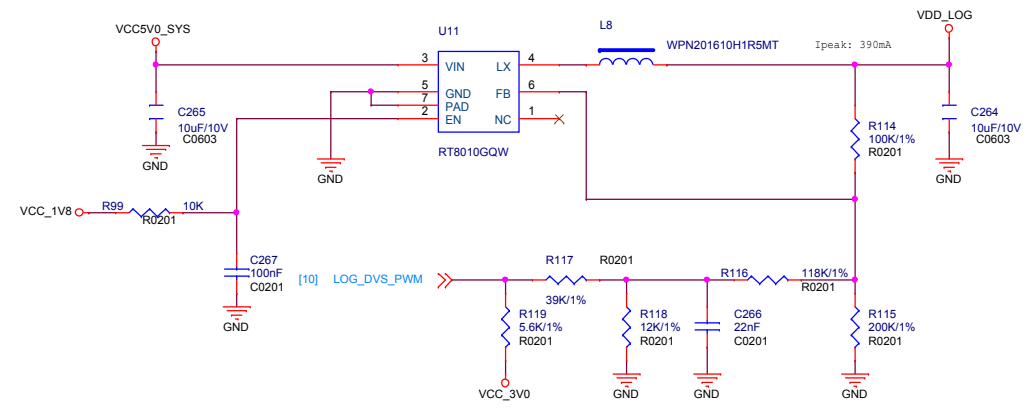 VCC5V0_SYS
VDD_LOG
U11
L8
WPN201610H1R5MT
Ipeak: 390mA
3
VIN
LX
4
5
GND
FB
6
7
PAD
2
EN
NC
1
RT8010GQW
C265
10uF/10V
C0603
GND
GND
R114
100K/1%
R0201
C264
10uF/10V
C0603
GND
VCC_1V8
R99
10K
R0201
C267
100nF
C0201
GND
[10]
LOG_DVS_PWM
R117
R0201
39K/1%
R116
118K/1%
R0201
R119
5.6K/1%
R0201
R118
12K/1%
R0201
C266
22nF
C0201
R115
200K/1%
R0201
VCC_3V0
GND
GND
GND